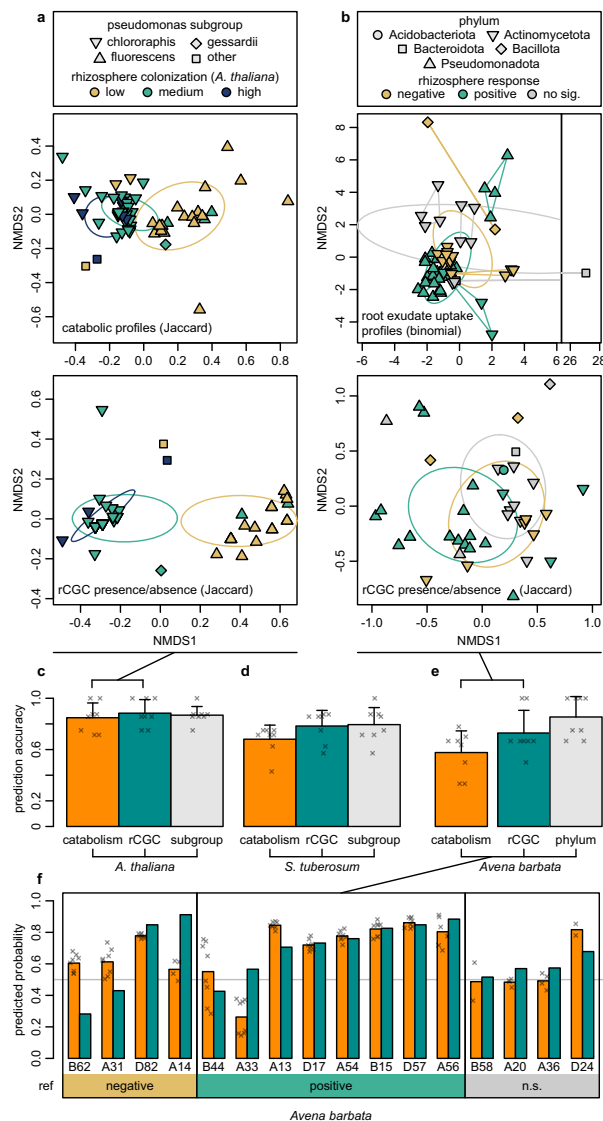 a
pseudomonas subgroup
chlororaphis gessardii
fluorescens other
rhizosphere colonization (A. thaliana)
low medium high
b
phylum
Acidobacteriota Actinomycetota
Bacteroidota Bacillota
Pseudomonadota
rhizosphere response
negative positive no sig.
NMDS2
0.4
0.2
0.0
-0.2
-0.4
-0.6
catabolic profiles (Jaccard)
-0.4 -0.2 0.0 0.2 0.4 0.6 0.8
NMDS2
8
6
4
2
0
-2
-4
root exudate uptake
profiles (binomial)
-6 -4 -2 0 2 4 6 26 28
NMDS2
0.6
0.4
0.2
0.0
-0.2
-0.4
rCGC presence/absence (Jaccard)
-0.4 -0.2 0.0 0.2 0.4 0.6
NMDS1
NMDS2
1.0
0.5
0.0
-0.5
rCGC presence/absence (Jaccard)
-1.0 -0.5 0.0 0.5 1.0
NMDS1
c d e
prediction accuracy
1.0
0.6
0.4
0.2
0
catabolism rCGC subgroup
A. thaliana
catabolism rCGC subgroup
S. tuberosum
catabolism rCGC phylum
Avena barbata
f
predicted probability
1.0
0.8
0.6
0.4
0.2
0.0
B62 A31 D82 A14 B44 A33 A13 D17 A54 B15 D57 A56 B58 A20 A36 D24
ref negative positive n.s.
Avena barbata